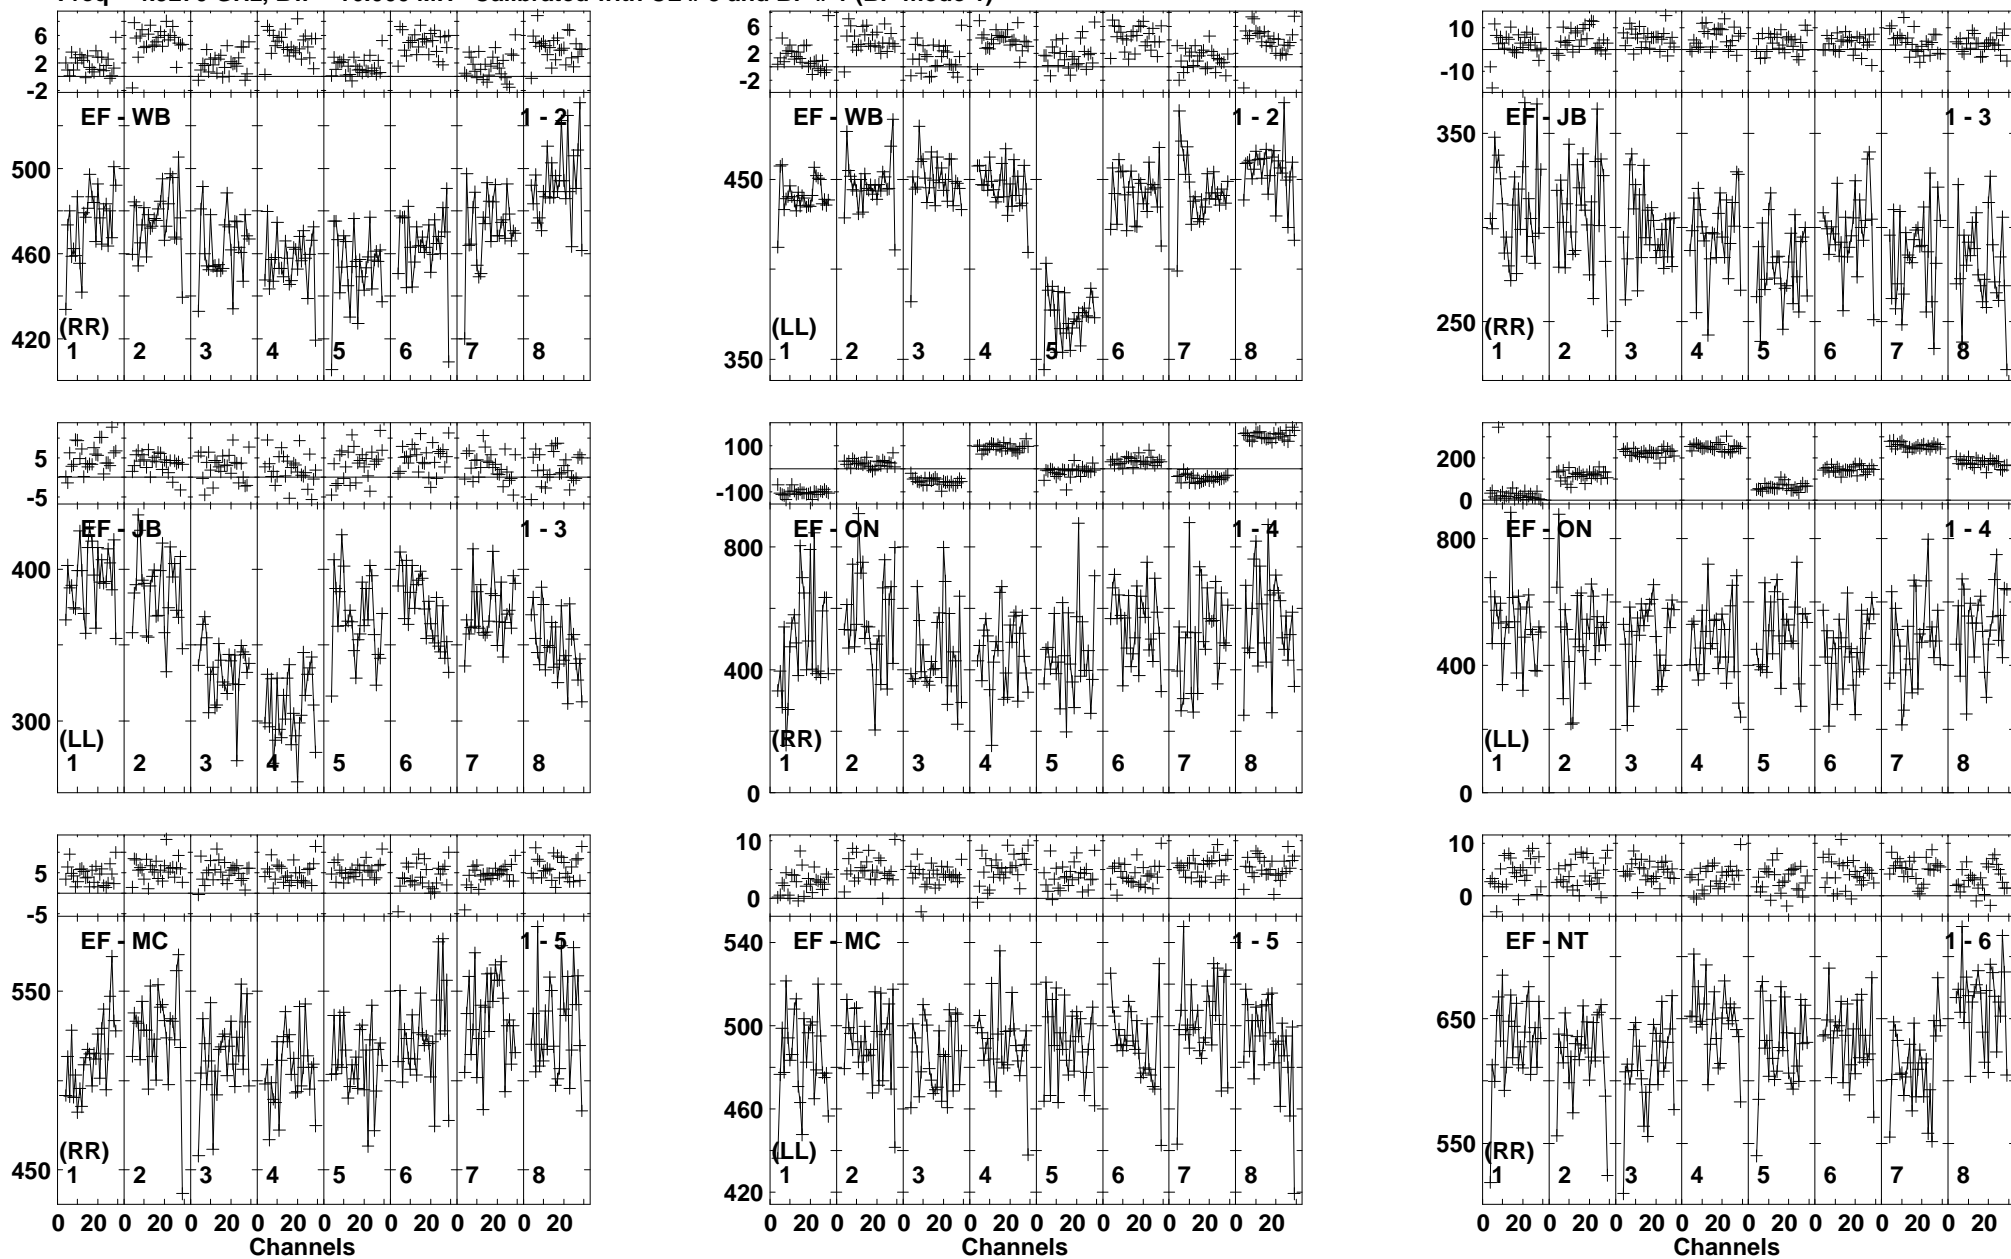 6 2 -2 6 2 -2 10 0 -10
EF - WB 1 - 2 EF - WB 1 - 2 EF - JB 1 - 3
500 460 420 450 350 350 250
(RR) (LL) (RR)
1 2 3 4 5 6 7 8 1 2 3 4 5 6 7 8 1 2 3 4 5 6 7 8
5 -5 100 -100 200 0
EF - JB 1 - 3 EF - ON 1 - 4 EF - ON 1 - 4
400 300 800 400 0 800 400 0
(LL) (RR) (LL)
1 2 3 4 5 6 7 8 1 2 3 4 5 6 7 8 1 2 3 4 5 6 7 8
5 -5 10 0 10 0
EF - MC 1 - 5 EF - MC 1 - 5 EF - NT 1 - 6
550 450 540 500 460 420 650 550
(RR) (LL) (RR)
1 2 3 4 5 6 7 8 1 2 3 4 5 6 7 8 1 2 3 4 5 6 7 8
0 20 0 20 0 20 0 20 0 20 0 20 0 20 0 20 0 20 0 20 0 20 0 20 0 20 0 20 0 20 0 20 0 20 0 20 0 20 0 20 0 20 0 20 0 20 0 20
Channels Channels Channels